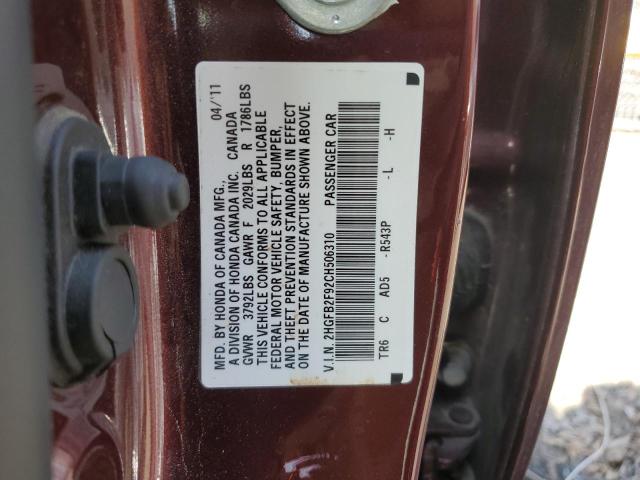 MFD. BY HONDA OF CANADA MFG., 04/11
A DIVISION OF HONDA CANADA INC. CANADA
GVWR 3792LBS GAWR F 2029LBS R 1786LBS
THIS VEHICLE CONFORMS TO ALL APPLICABLE
FEDERAL MOTOR VEHICLE SAFETY, BUMPER,
AND THEFT PREVENTION STANDARDS IN EFFECT
ON THE DATE OF MANUFACTURE SHOWN ABOVE.
V.I.N. 2HGFB2F92CH506310 PASSENGER CAR
TR6 C AD5 -R543P -L -H